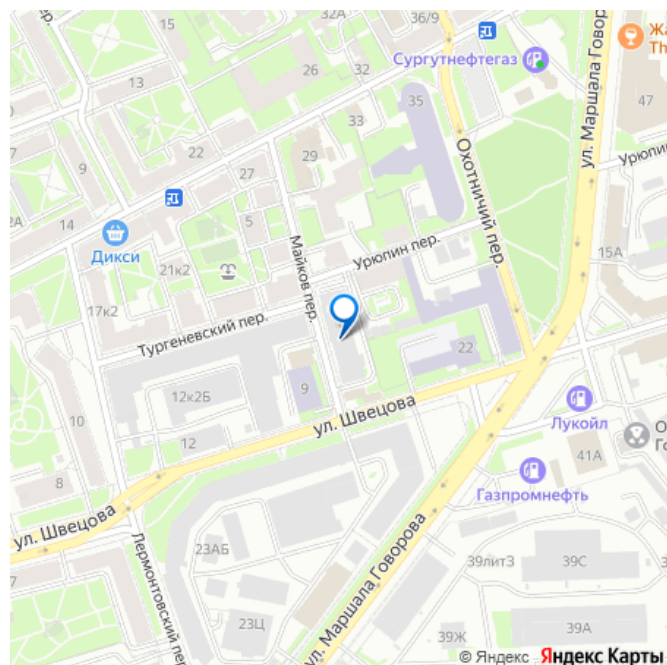 36/9
32А
пер.
Жа
Th
26
32
Сургутнефтегаз
13
35
47
33
9
22
27
29
ул. Маршала Говорова
Охотничий пер.
Урюпин
5
2А
14
Дикси
Майков пер.
Урюпин пер.
15А
21к2
17к2
Тургеневский пер.
22
12к2Б
9
10
ул. Швецова
Лукойл
О
Го
12
41А
8
Газпромнефть
ул. Швецова
23АБ
ул. Маршала Говорова
39литЗ
39С
7
Лермонтовский пер.
23Ц
39Ж
39А
© Яндекс Яндекс Карты